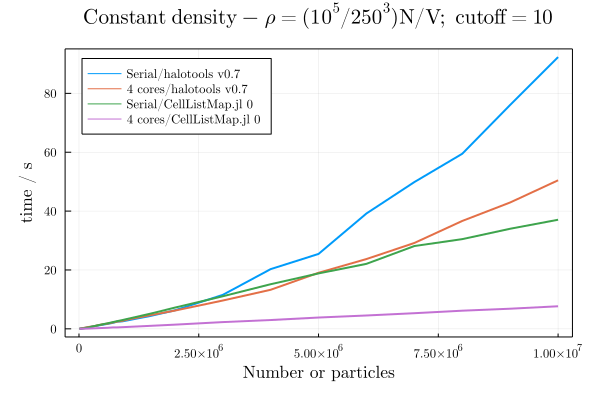 Constant density − ρ = (10⁵/250³)N/V; cutoff = 10
Serial/halotools v0.7
4 cores/halotools v0.7
Serial/CellListMap.jl 0
4 cores/CellListMap.jl 0
time / s
80
60
40
20
0
0
2.50×10⁶
5.00×10⁶
7.50×10⁶
1.00×10⁷
Number or particles